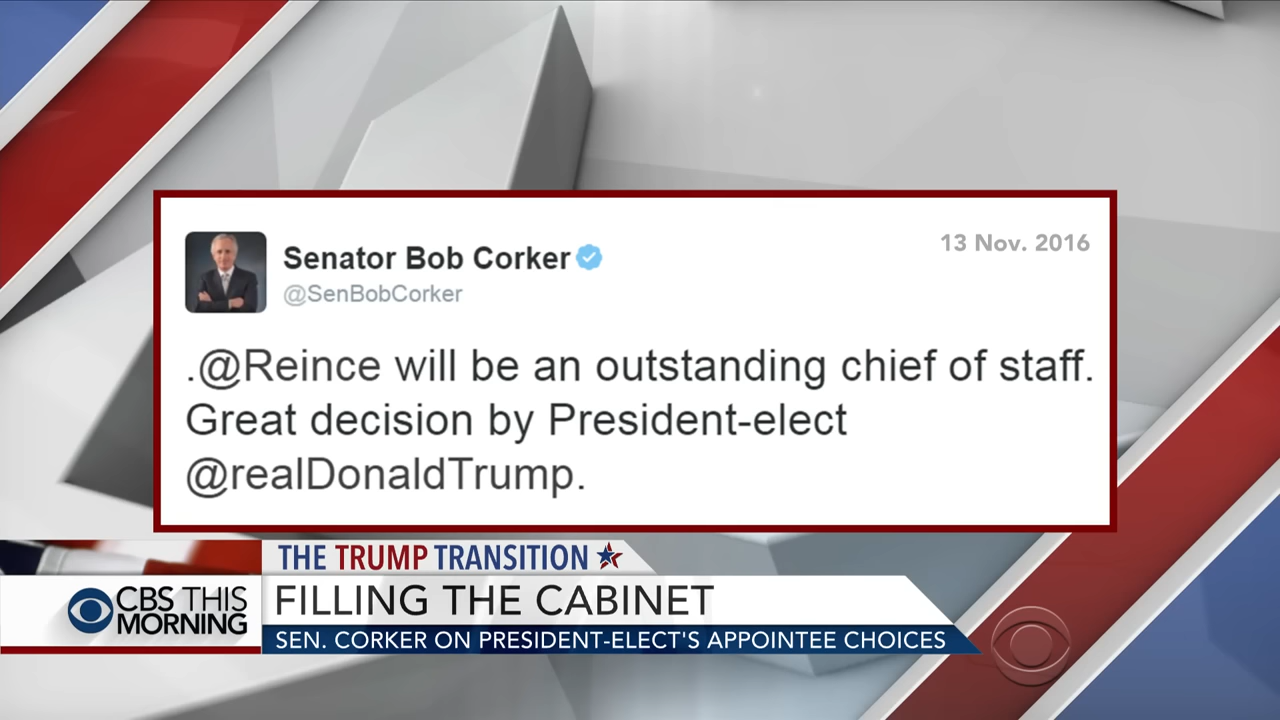 Senator Bob Corker
13 Nov. 2016
@SenBobCorker
.@Reince will be an outstanding chief of staff.
Great decision by President-elect
@realDonaldTrump.
THE TRUMP TRANSITION
CBS THIS
MORNING
FILLING THE CABINET
SEN. CORKER ON PRESIDENT-ELECT'S APPOINTEE CHOICES